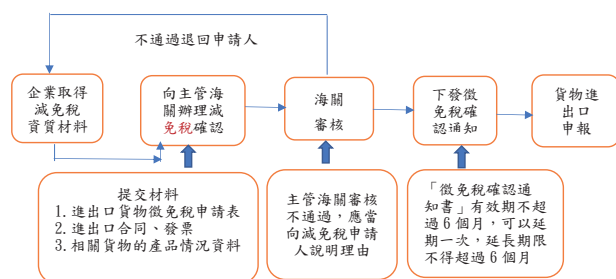 不通過退回申請人
企業取得
減免稅
資質材料
向主管海
關辦理減
免稅確認
海關
審核
下發徵
免稅確
認通知
貨物進
出口
申報
提交材料
1.進出口貨物徵免稅申請表
2.進出口合同、發票
3.相關貨物的產品情況資料
主管海關審核
不通過，應當
向減免稅申請
人說明理由
「徵免稅確認通
知書」有效期不超
過6個月，可以延
期一次，延長期限
不得超過6個月